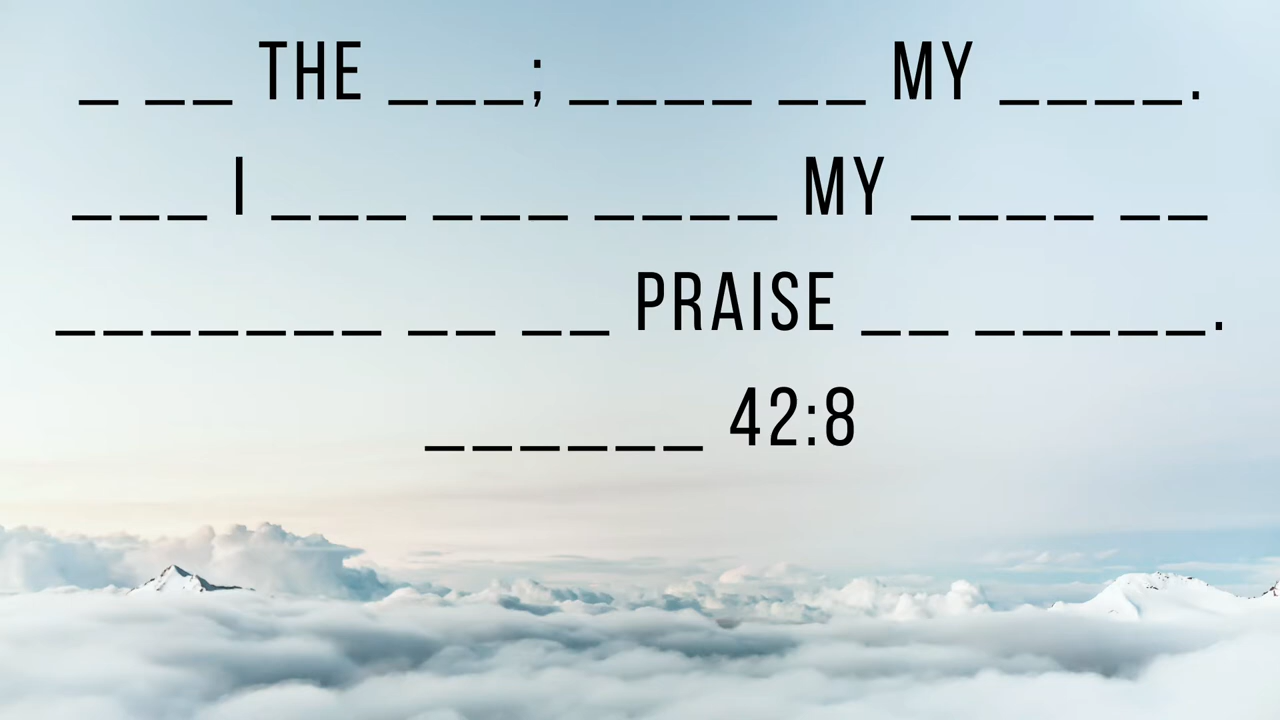 _ __ THE ___; ____ __ MY ____.
___ I ___ ___ ____ MY ____ __
_______ __ __ PRAISE __ _____.
______ 42:8